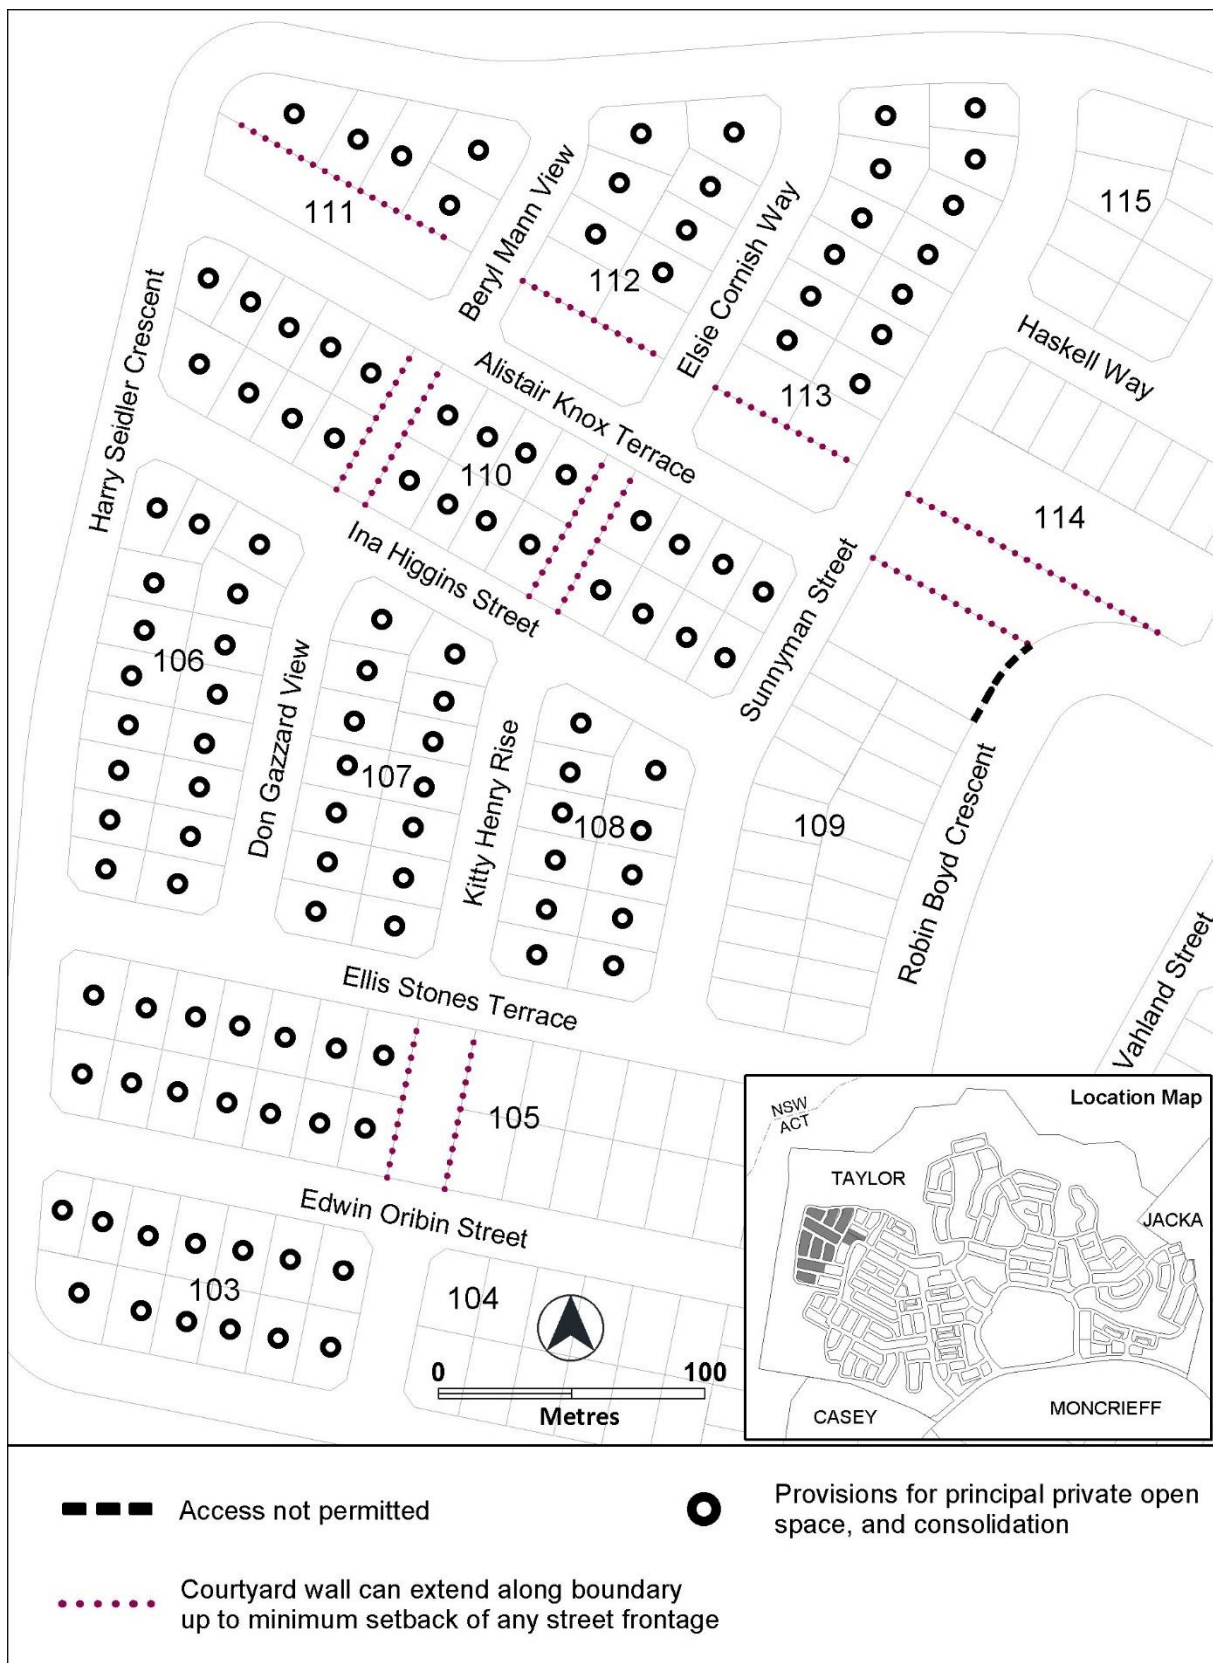 111
112
113
114
115
Harry Seidler Crescent
Beryl Mann View
Elsie Cornish Way
Alistair Knox Terrace
Haskell Way
110
Ina Higgins Street
Sunnyman Street
106
Don Gazzard View
107
Kitty Henry Rise
108
109
Robin Boyd Crescent
Vahland Street
Ellis Stones Terrace
105
Edwin Oribin Street
103
104
0
100
Metres
Location Map
NSW
ACT
TAYLOR
JACKA
CASEY
MONCRIEFF
Access not permitted
Provisions for principal private open
space, and consolidation
Courtyard wall can extend along boundary
up to minimum setback of any street frontage